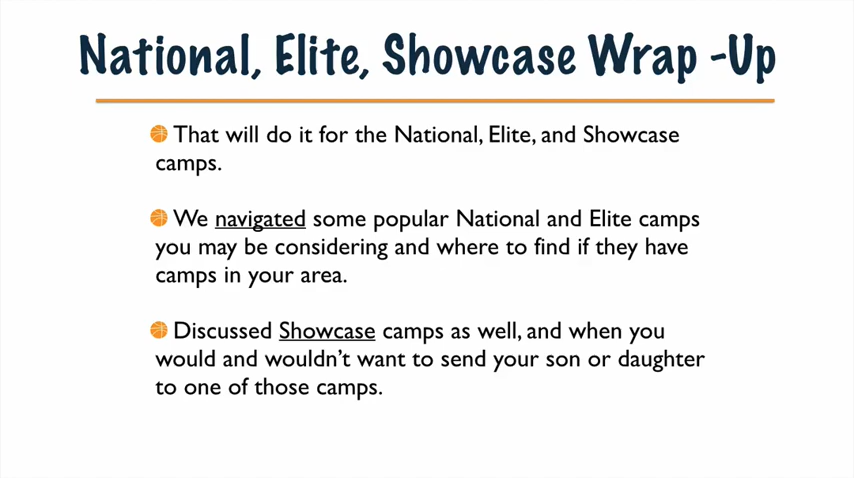 National, Elite, Showcase Wrap -Up
That will do it for the National, Elite, and Showcase
camps.
We navigated some popular National and Elite camps
you may be considering and where to find if they have
camps in your area.
Discussed Showcase camps as well, and when you
would and wouldn't want to send your son or daughter
to one of those camps.